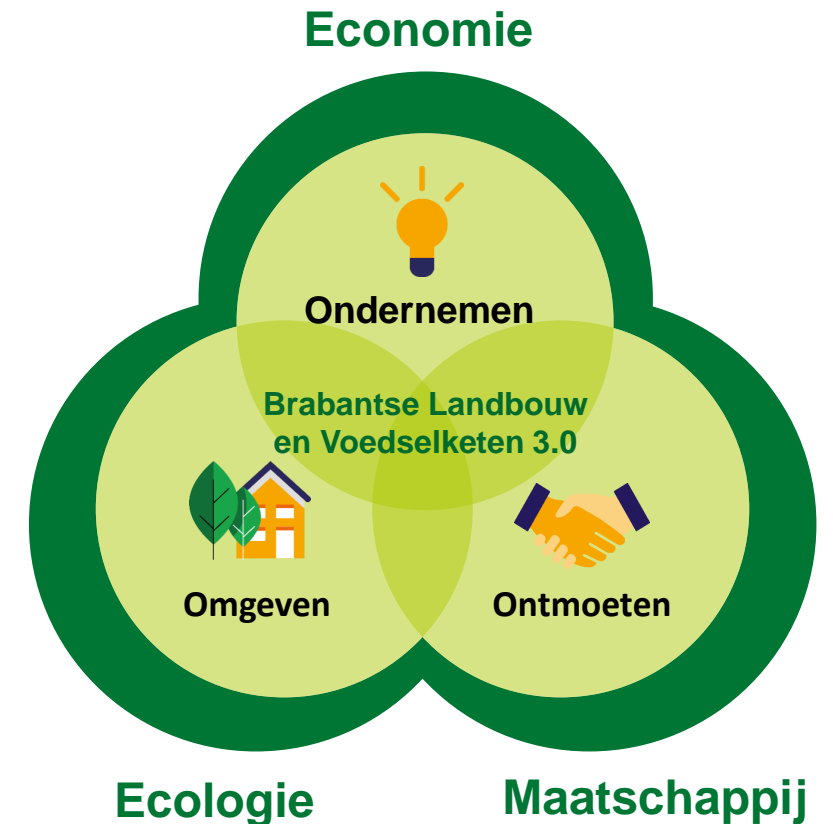 Economie
Ondernemen
Brabantse Landbouw
en Voedselketen 3.0
Omgeven
Ontmoeten
Ecologie
Maatschappij